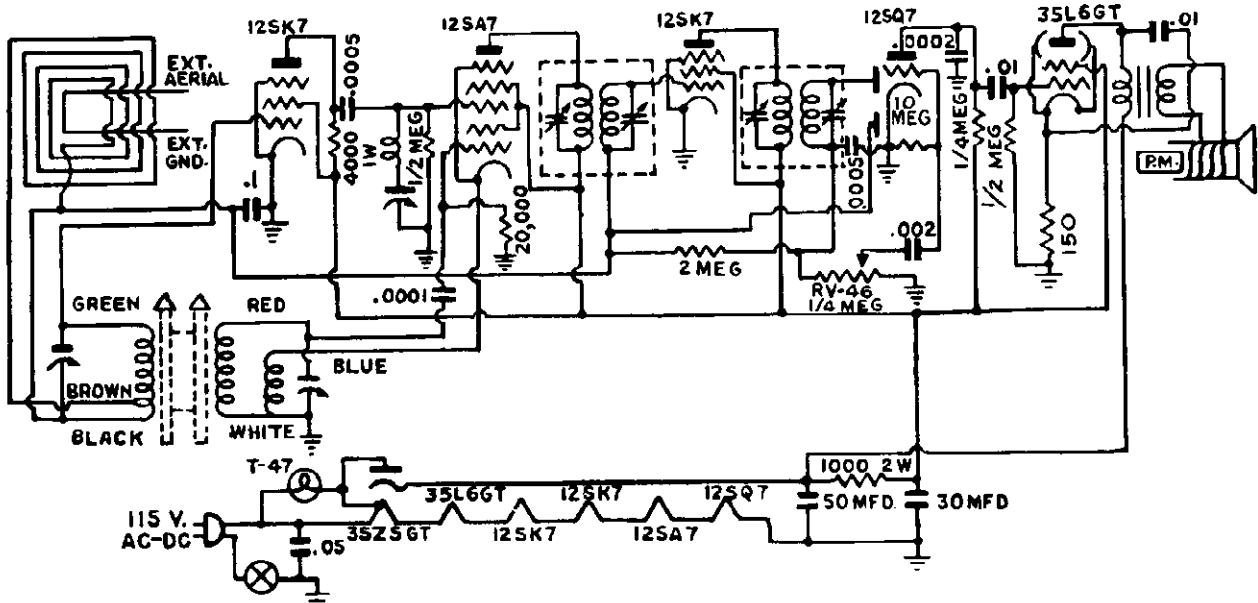 12SK7
12SA7
12SK7
12SQ7
35L6GT
EXT.
AERIAL
EXT.
GND.
.0005
4000
1W
1/2 MEG
.1
20,000
.0001
.0002
10
MEG
.0005
1/4 MEG
.01
1/2 MEG
.01
150
P.M.
2 MEG
.002
RV-46
1/4 MEG
GREEN
RED
BROWN
BLUE
BLACK
WHITE
T-47
115 V.
AC-DC
.05
35Z5GT
35L6GT
12SK7
12SK7
12SA7
12SQ7
1000 2W
50 MFD.
30 MFD